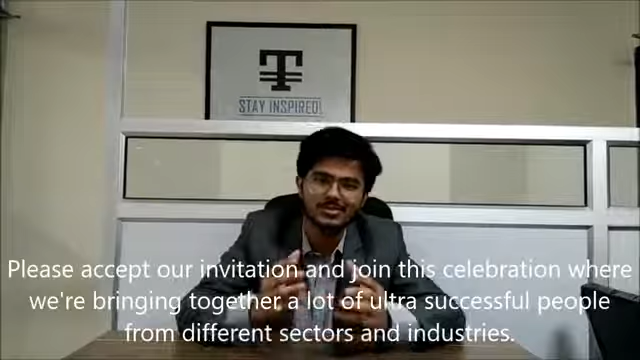 T
STAY INSPIRED!
Please accept our invitation and join this celebration where
we're bringing together a lot of ultra successful people
from different sectors and industries.